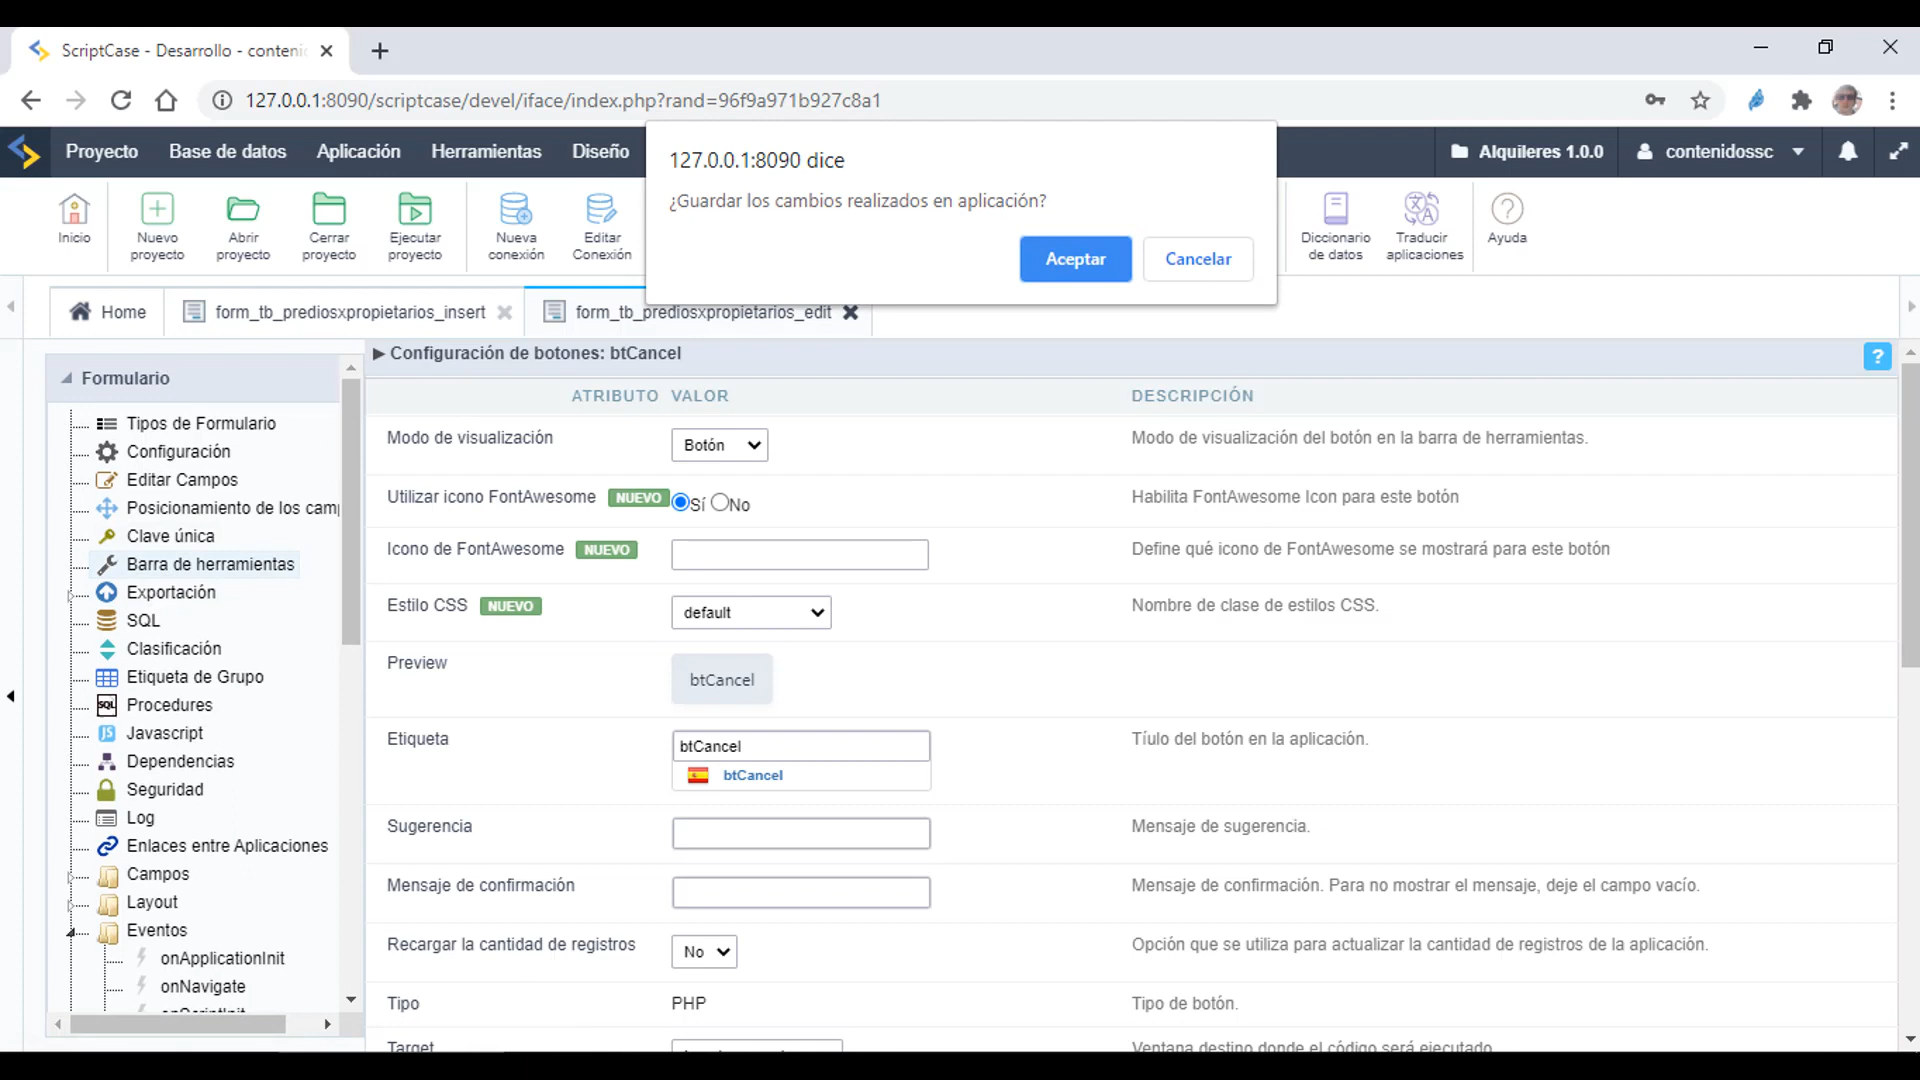 ScriptCase - Desarrollo - conteni
127.0.0.1:8090/scriptcase/devel/iface/index.php?rand=96f9a971b927c8a1
Proyecto
Base de datos
Aplicación
Herramientas
Diseño
Alquileres 1.0.0
contenidossc
127.0.0.1:8090 dice
¿Guardar los cambios realizados en aplicación?
Aceptar
Cancelar
Inicio
Nuevo
proyecto
Abrir
proyecto
Cerrar
proyecto
Ejecutar
proyecto
Nueva
conexión
Editar
Conexión
Diccionario
de datos
Traducir
aplicaciones
Ayuda
Home
form_tb_prediosxpropietarios_insert
form_tb_prediosxpropietarios_edit
Formulario
Tipos de Formulario
Configuración
Editar Campos
Posicionamiento de los cam
Clave única
Barra de herramientas
Exportación
SQL
Clasificación
Etiqueta de Grupo
SQL
Procedures
JS
Javascript
Dependencias
Seguridad
Log
Enlaces entre Aplicaciones
Campos
Layout
Eventos
onApplicationInit
onNavigate
onScriptInit
Configuración de botones: btCancel
?
ATRIBUTO VALOR DESCRIPCIÓN
Modo de visualización Botón Modo de visualización del botón en la barra de herramientas.
Utilizar icono FontAwesome NUEVO Sí No Habilita FontAwesome Icon para este botón
Icono de FontAwesome NUEVO Define qué icono de FontAwesome se mostrará para este botón
Estilo CSS NUEVO default Nombre de clase de estilos CSS.
Preview btCancel
Etiqueta btCancel Tíulo del botón en la aplicación.
btCancel
Sugerencia Mensaje de sugerencia.
Mensaje de confirmación Mensaje de confirmación. Para no mostrar el mensaje, deje el campo vacío.
Recargar la cantidad de registros No Opción que se utiliza para actualizar la cantidad de registros de la aplicación.
Tipo PHP Tipo de botón.
Target Ventana destino donde el código será ejecutado